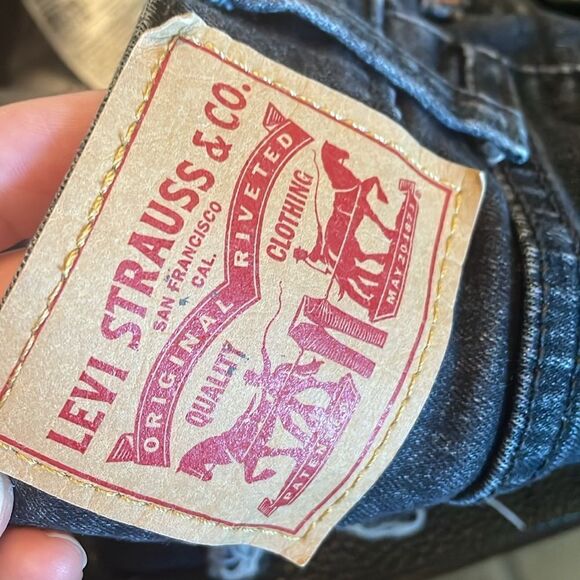 LEVI STRAUSS & CO.
SAN FRANCISCO
CAL.
ORIGINAL RIVETED
QUALITY CLOTHING
MAY 20 1873